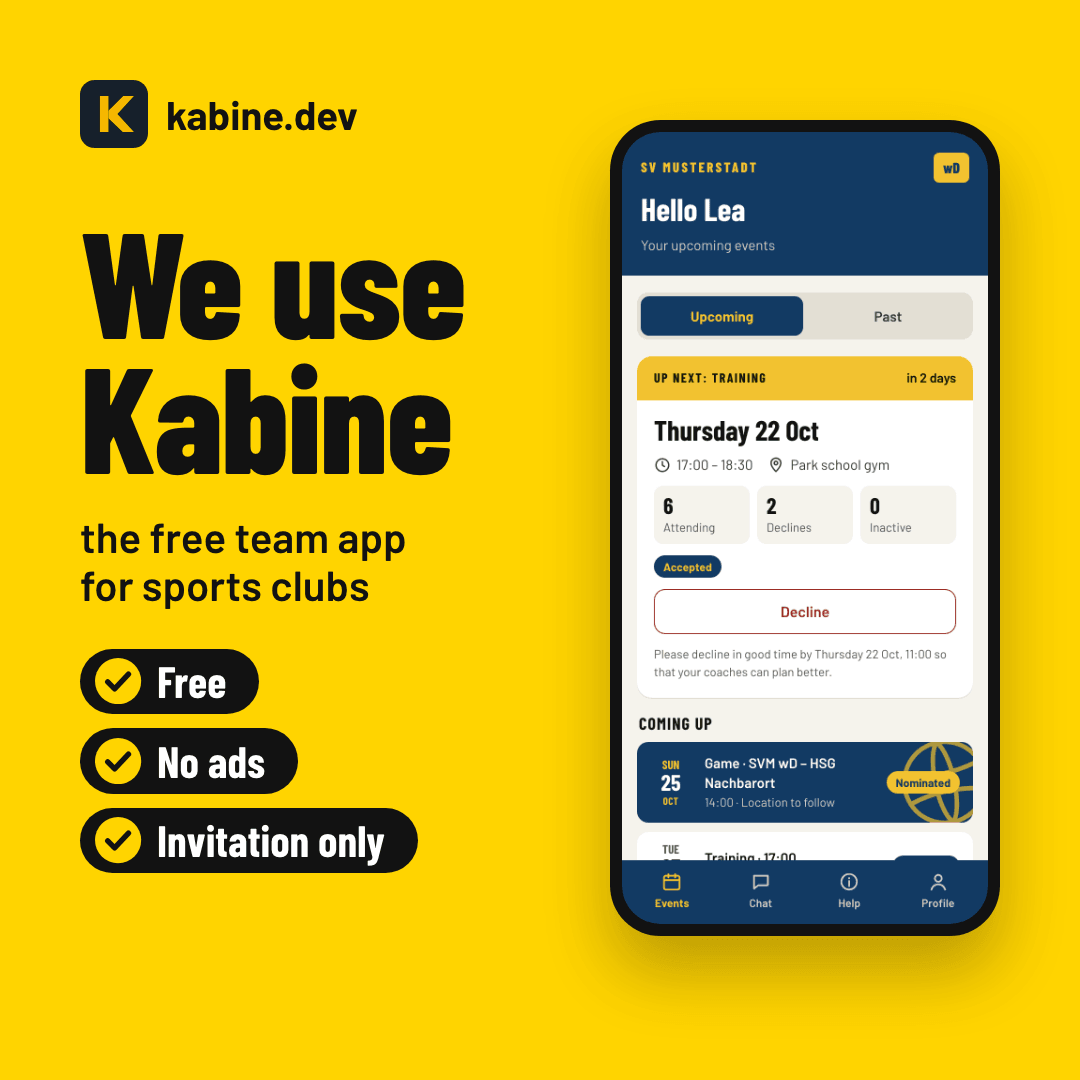 K kabine.dev
We use
Kabine
the free team app
for sports clubs
Free
No ads
Invitation only
SV MUSTERSTADT
wD
Hello Lea
Your upcoming events
Upcoming
Past
UP NEXT: TRAINING
in 2 days
Thursday 22 Oct
17:00 – 18:30
Park school gym
6
Attending
2
Declines
0
Inactive
Accepted
Decline
Please decline in good time by Thursday 22 Oct, 11:00 so
that your coaches can plan better.
COMING UP
SUN
25
OCT
Game · SVM wD – HSG
Nachbarort
14:00 · Location to follow
Nominated
TUE
Training · 17:00
Events
Chat
Help
Profile